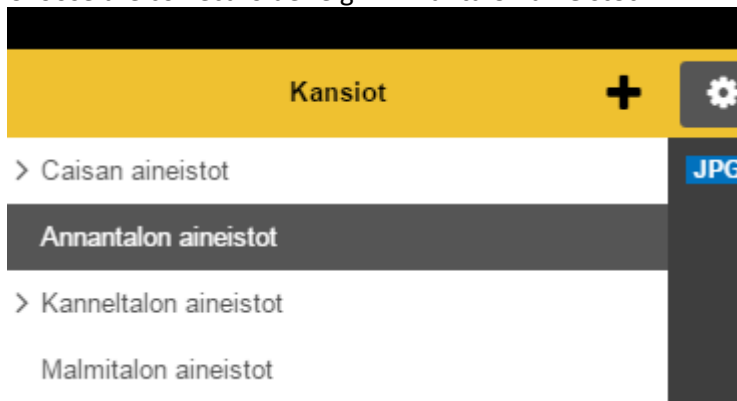 Kansiot
JPG
Caisan aineistot
Annantalon aineistot
Kanneltalon aineistot
Malmitalon aineistot